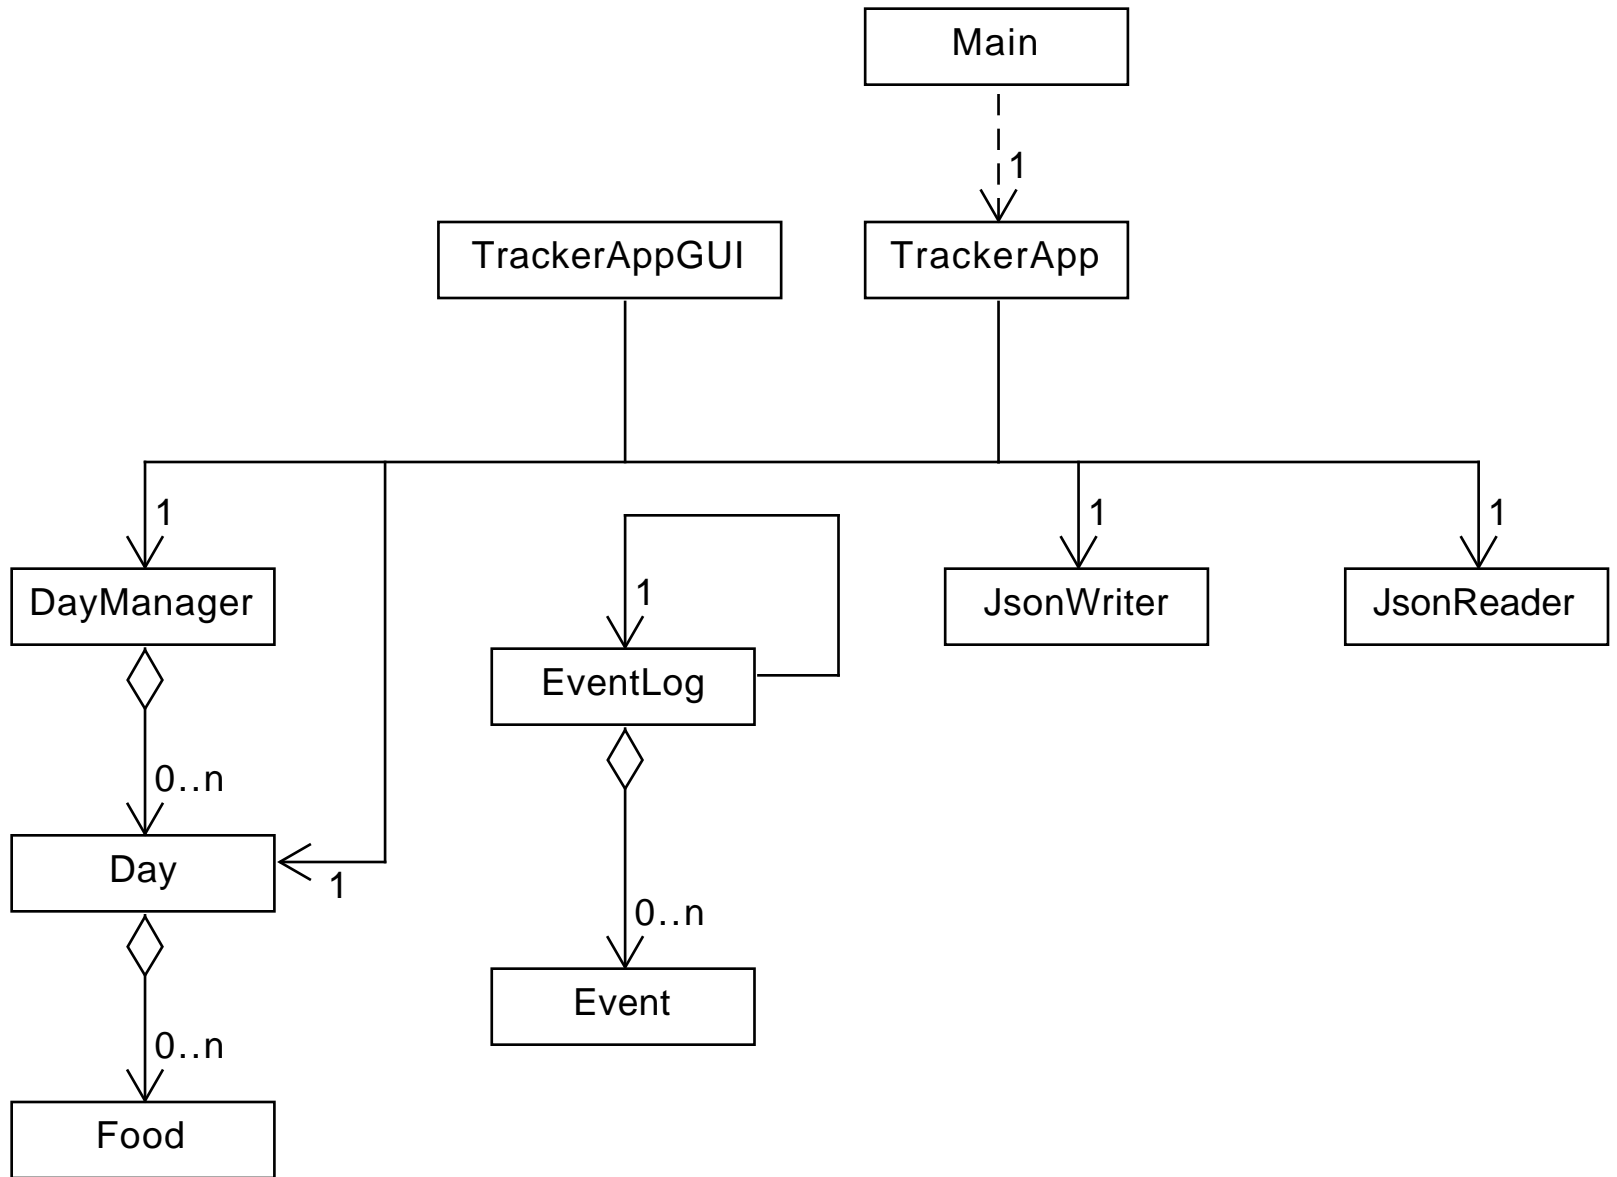 Main
1
TrackerAppGUI
TrackerApp
1
1
1
1
DayManager
EventLog
JsonWriter
JsonReader
0..n
Day
1
0..n
Event
0..n
Food